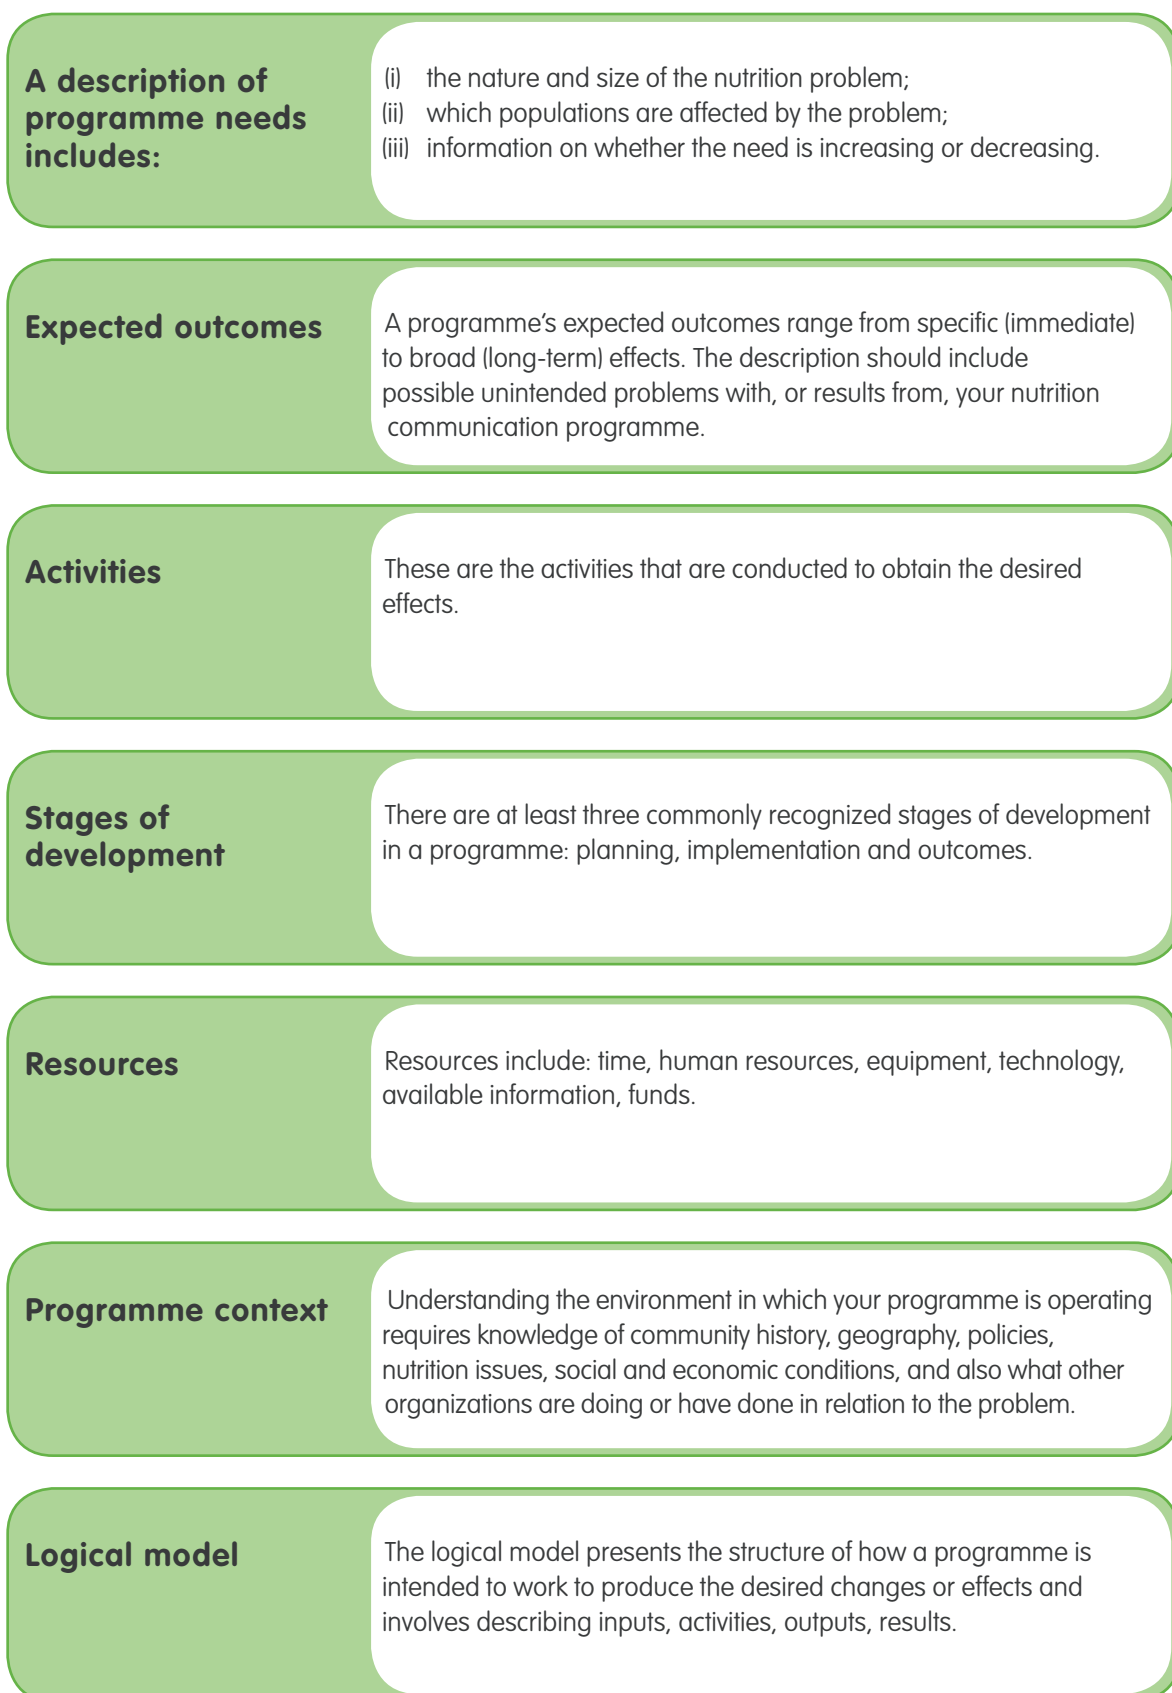 A description of
programme needs
includes:
(i) the nature and size of the nutrition problem;
(ii) which populations are affected by the problem;
(iii) information on whether the need is increasing or decreasing.
Expected outcomes
A programme’s expected outcomes range from specific (immediate)
to broad (long-term) effects. The description should include
possible unintended problems with, or results from, your nutrition
communication programme.
Activities
These are the activities that are conducted to obtain the desired
effects.
Stages of
development
There are at least three commonly recognized stages of development
in a programme: planning, implementation and outcomes.
Resources
Resources include: time, human resources, equipment, technology,
available information, funds.
Programme context
Understanding the environment in which your programme is operating
requires knowledge of community history, geography, policies,
nutrition issues, social and economic conditions, and also what other
organizations are doing or have done in relation to the problem.
Logical model
The logical model presents the structure of how a programme is
intended to work to produce the desired changes or effects and
involves describing inputs, activities, outputs, results.